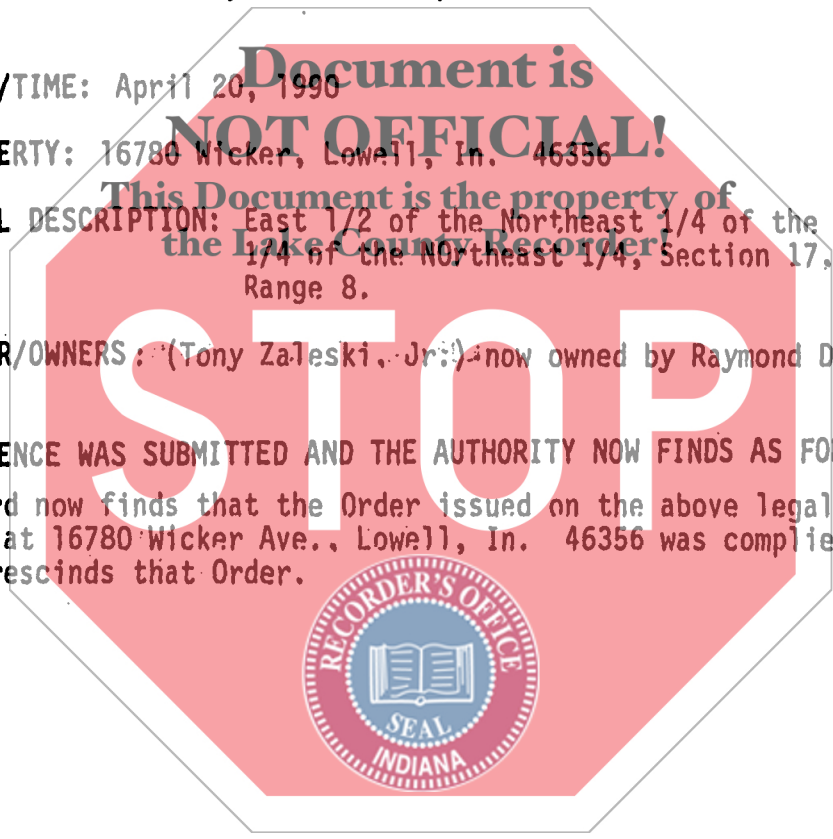 Document is
/TIME: April 20, 1990
NOT OFFICIAL!
ERTY: 16780 Wicker, Lowell, In. 46356
This Document is the property of
L DESCRIPTION: East 1/2 of the Northeast 1/4 of the
the Lake County Recorder!
1/4 of the NOrtheast 1/4, Section 17,
Range 8.
STOP
R/OWNERS: (Tony Zaleski, Jr.) now owned by Raymond D
ENCE WAS SUBMITTED AND THE AUTHORITY NOW FINDS AS FO
d now finds that the Order issued on the above legal
at 16780 Wicker Ave., Lowell, In. 46356 was complie
escinds that Order.
RECORDER'S OFFICE
SEAL
INDIANA